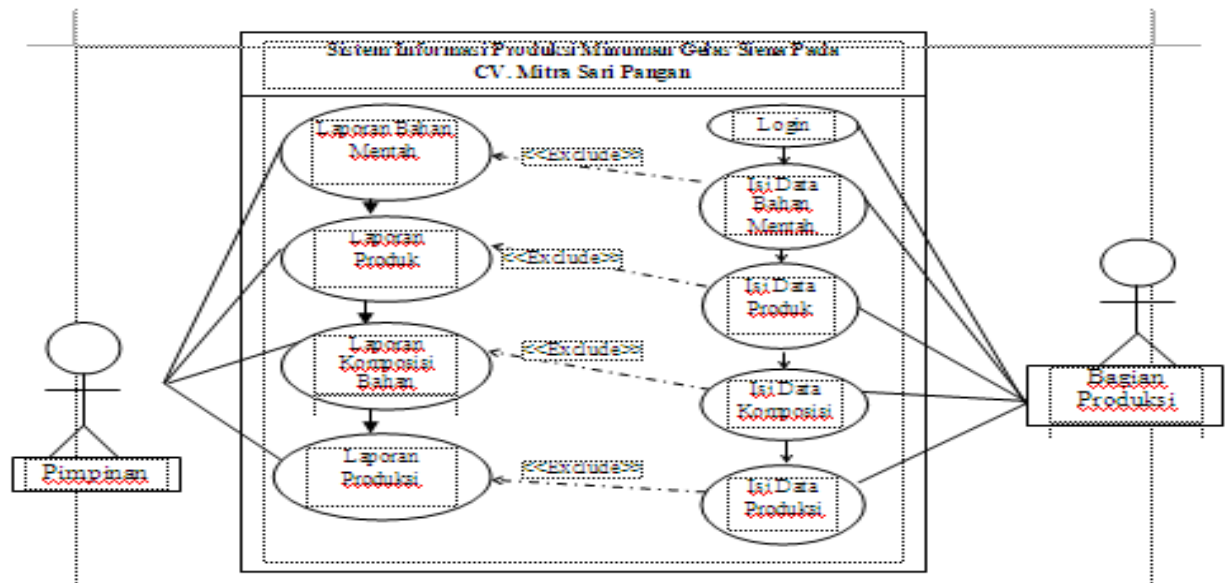 Sistem Informasi Produksi Minuman Gelas Siena Pada
CV. Mitra Sari Pangan
Laporan Bahan
Mentah
<<Exclude>>
Login
Isi Data
Bahan
Mentah
Laporan
Produk
<<Exclude>>
Isi Data
Produk
Laporan
Komposisi
Bahan
<<Exclude>>
Isi Data
Komposisi
Laporan
Produksi
<<Exclude>>
Isi Data
Produksi
Pimpinan
Bagian
Produksi